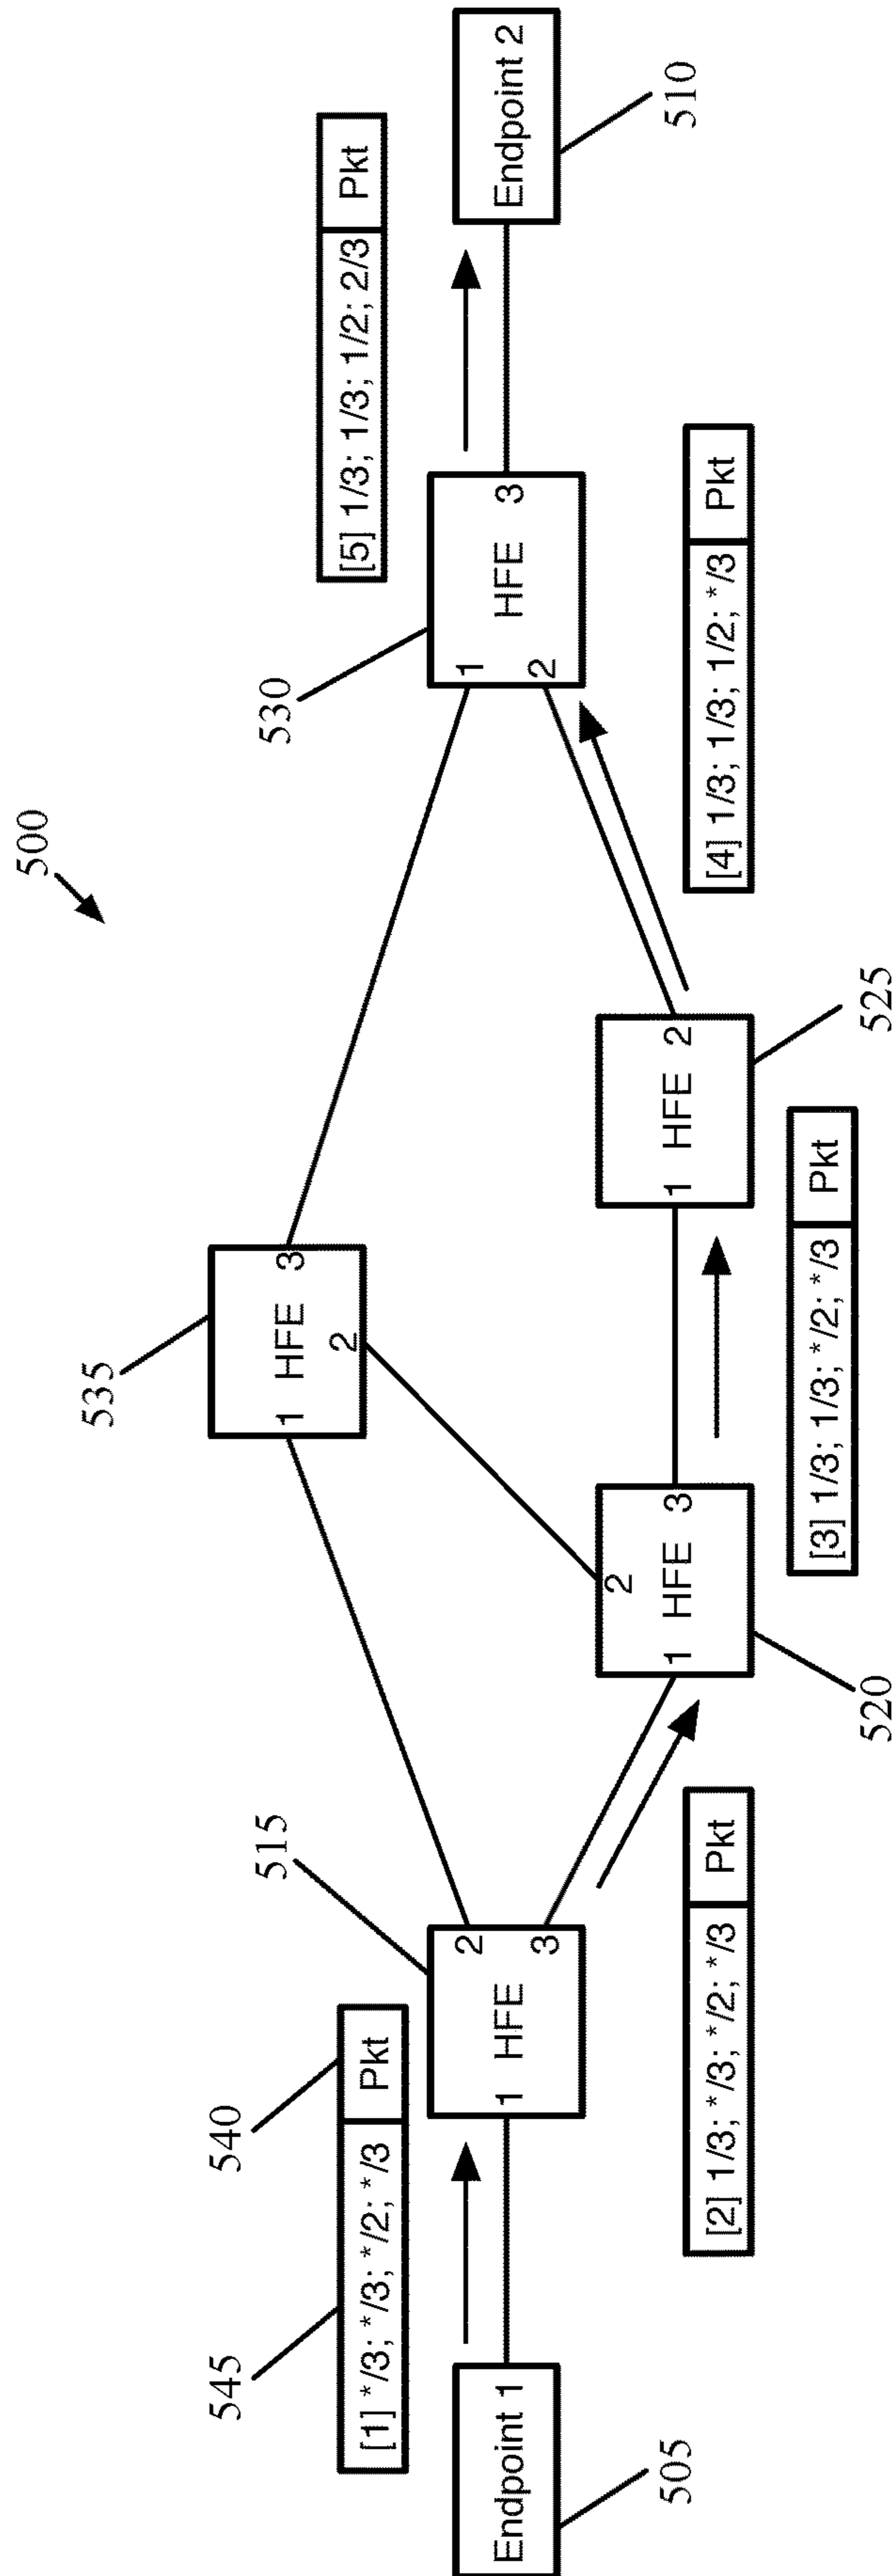 500
545
540
[1] */3; */3; */2; */3 Pkt
Endpoint 1
505
515
1 HFE 2 3
[2] 1/3; */3; */2; */3 Pkt
535
1 HFE 2 3
520
1 HFE 2 3
[3] 1/3; 1/3; */2; */3 Pkt
525
1 HFE 2
[4] 1/3; 1/3; 1/2; */3 Pkt
530
1 2 HFE 3
[5] 1/3; 1/3; 1/2; 2/3 Pkt
Endpoint 2
510